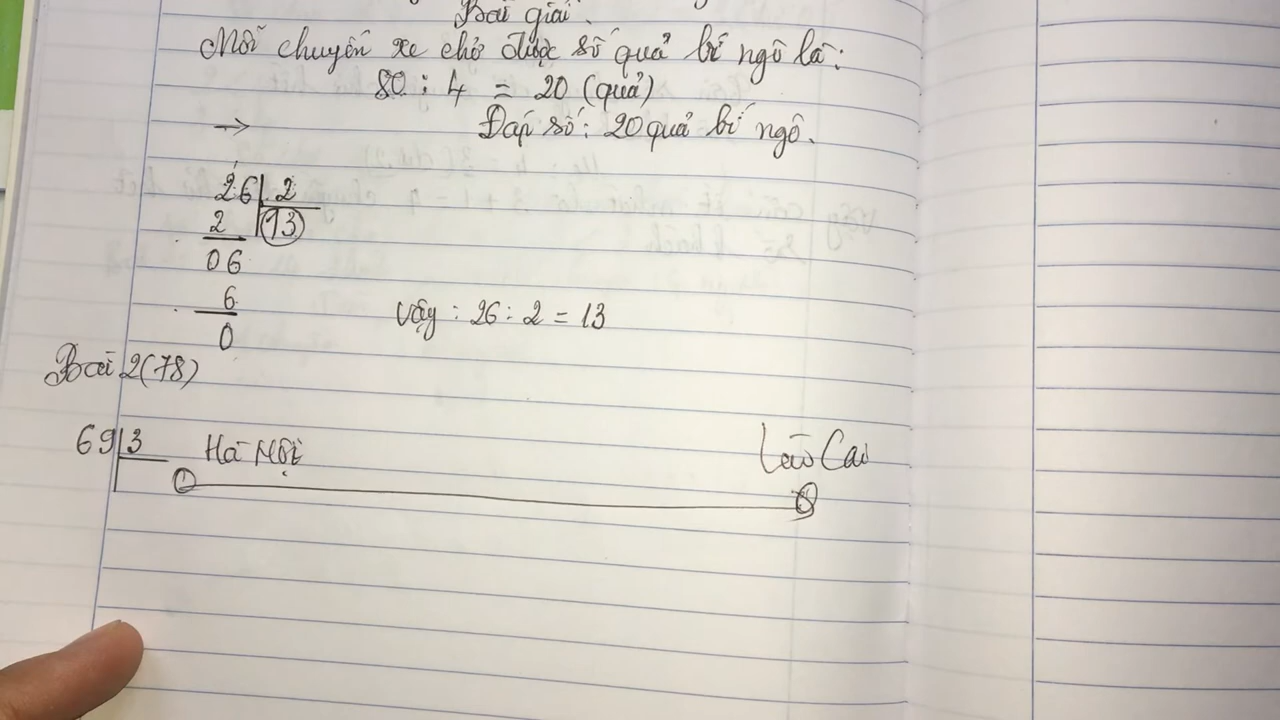 Bài giải.
Mỗi chuyến xe chở được số quả bí ngô là:
80 : 4 = 20 (quả)
→ Đáp số: 20 quả bí ngô.
26 2
2 13
06
6
0
Vậy : 26 : 2 = 13
Bài 2(78)
69 3
Hà Nội
Lào Cai